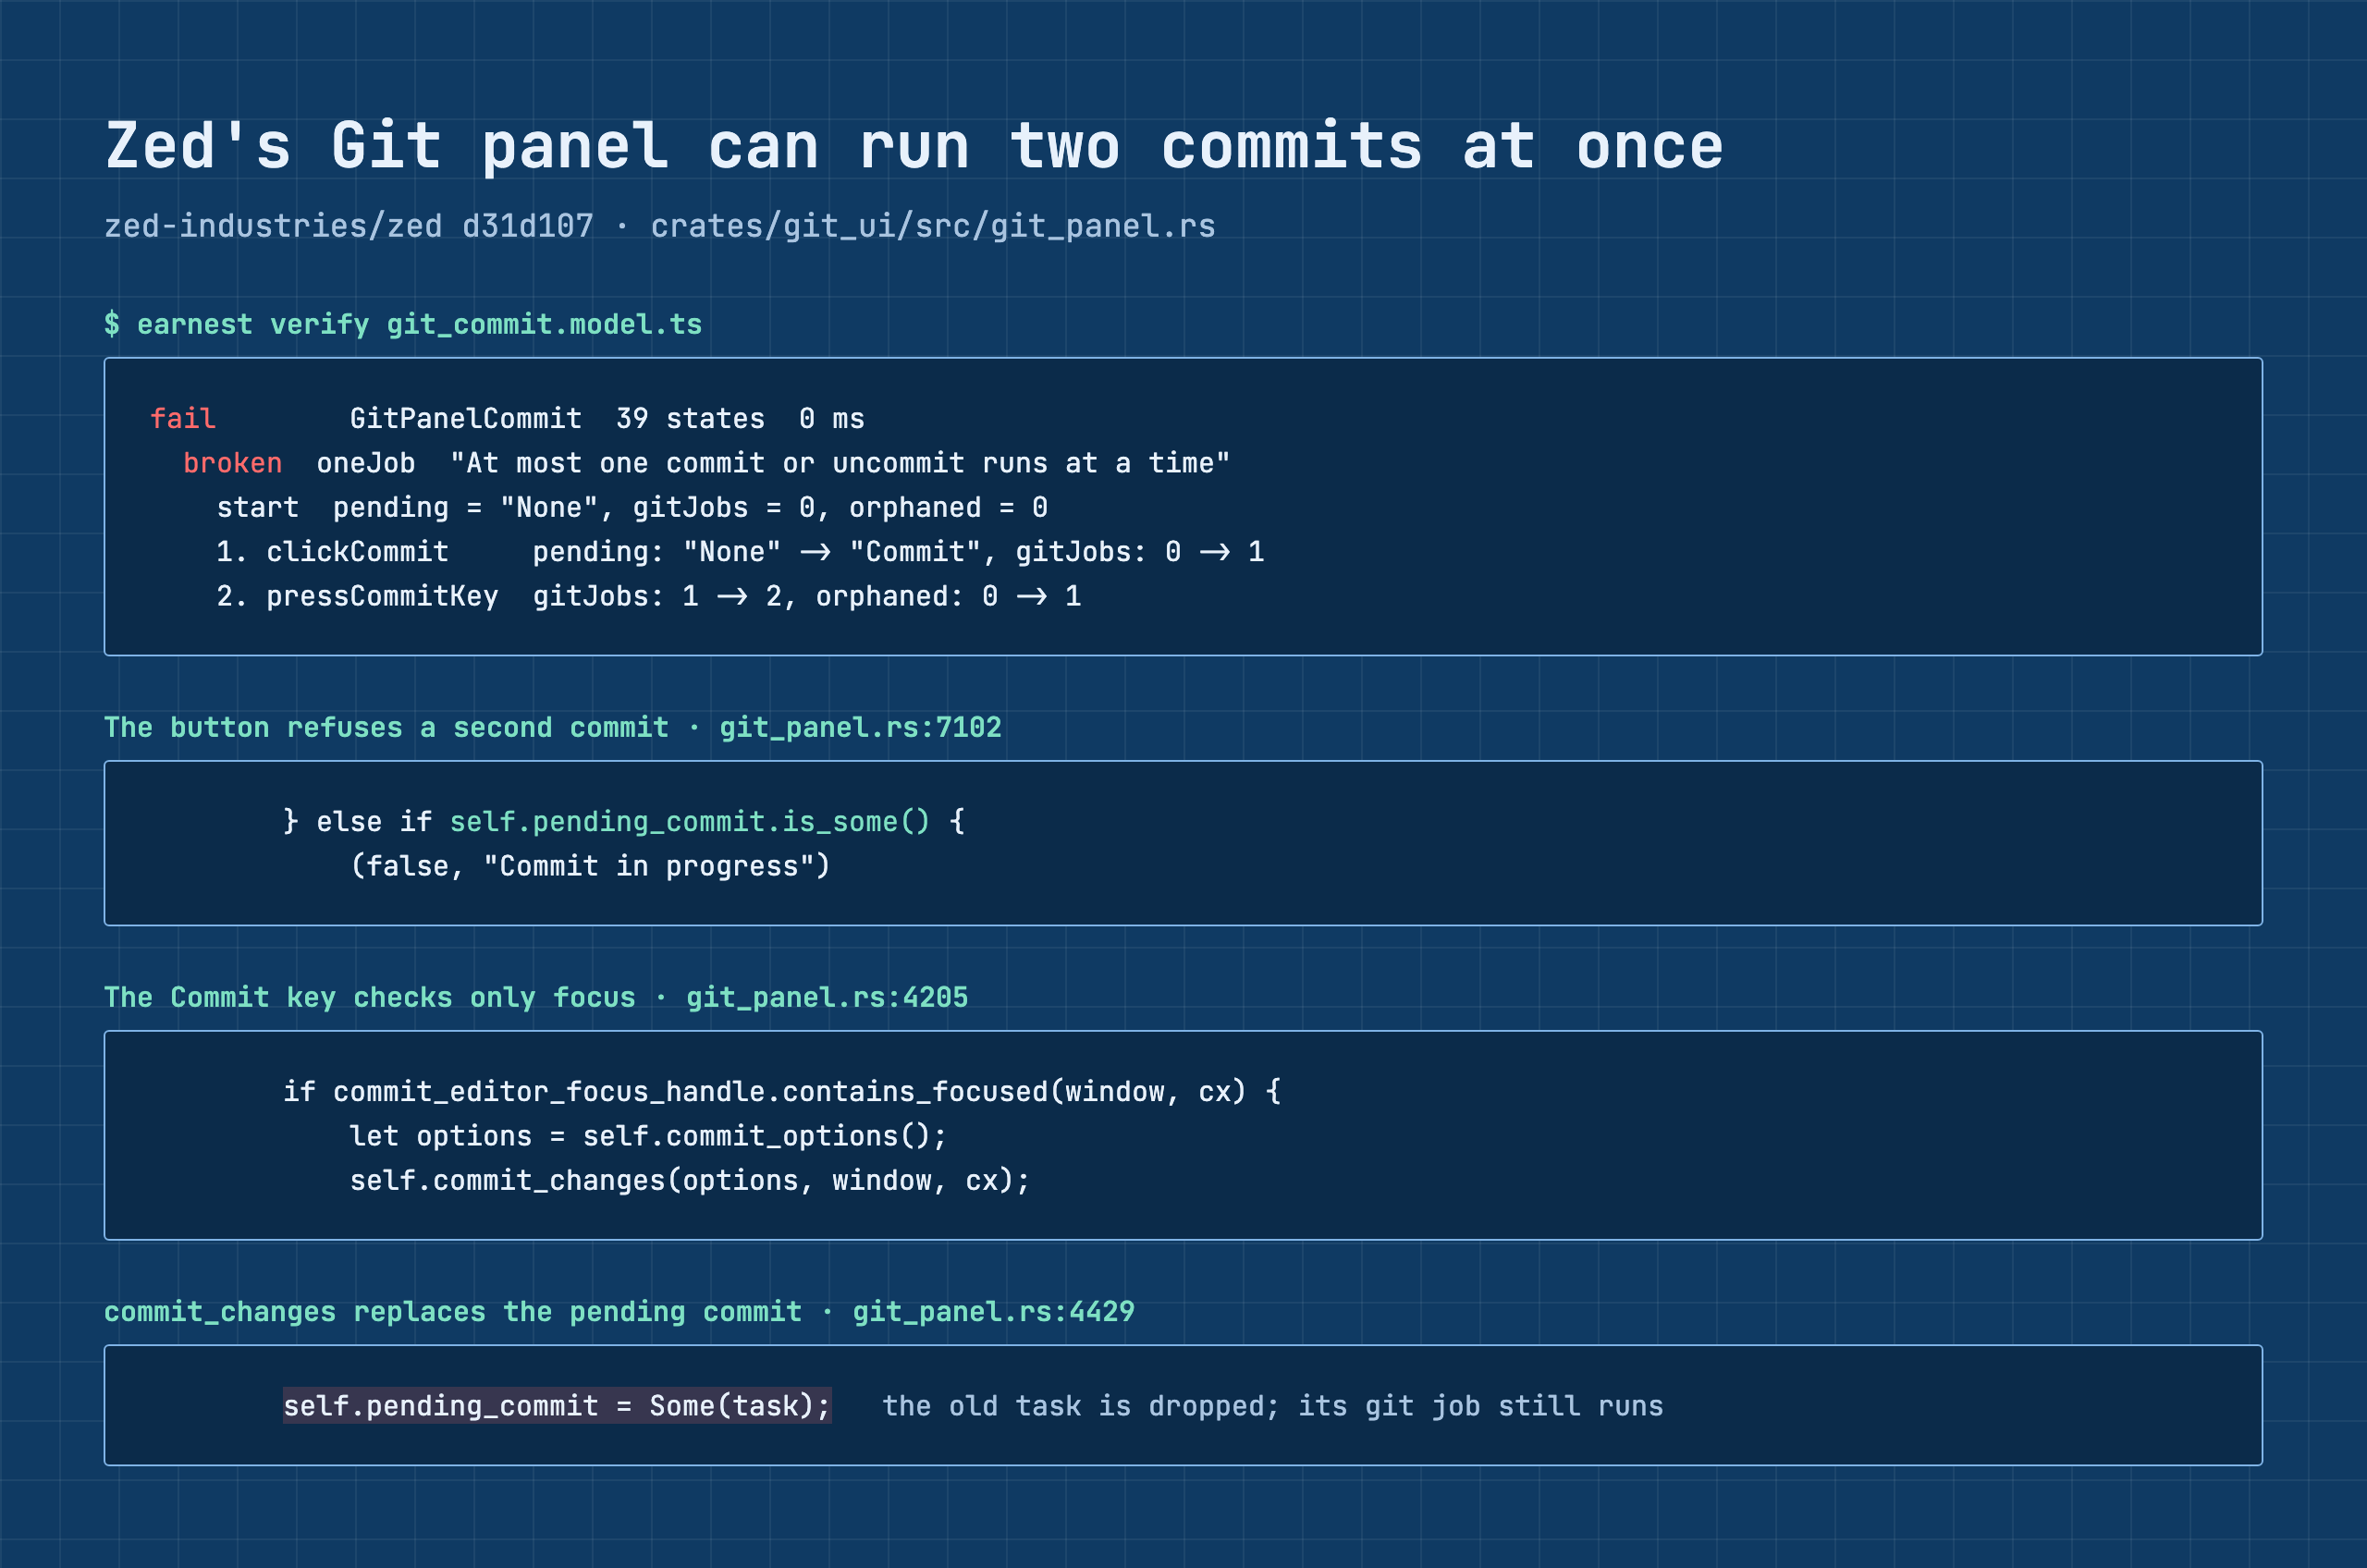 Zed's Git panel can run two commits at once
zed-industries/zed d31d107 · crates/git_ui/src/git_panel.rs
$ earnest verify git_commit.model.ts
fail        GitPanelCommit  39 states  0 ms
broken  oneJob  "At most one commit or uncommit runs at a time"
start  pending = "None", gitJobs = 0, orphaned = 0
1. clickCommit     pending: "None" → "Commit", gitJobs: 0 → 1
2. pressCommitKey  gitJobs: 1 → 2, orphaned: 0 → 1
The button refuses a second commit · git_panel.rs:7102
} else if self.pending_commit.is_some() {
(false, "Commit in progress")
The Commit key checks only focus · git_panel.rs:4205
if commit_editor_focus_handle.contains_focused(window, cx) {
let options = self.commit_options();
self.commit_changes(options, window, cx);
commit_changes replaces the pending commit · git_panel.rs:4429
self.pending_commit = Some(task);   the old task is dropped; its git job still runs